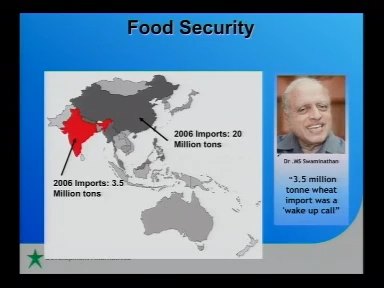 Food Security
2006 Imports: 20
Million tons
2006 Imports: 3.5
Million tons
Dr .MS Swaminathan
“3.5 million
tonne wheat
import was a
'wake up call”